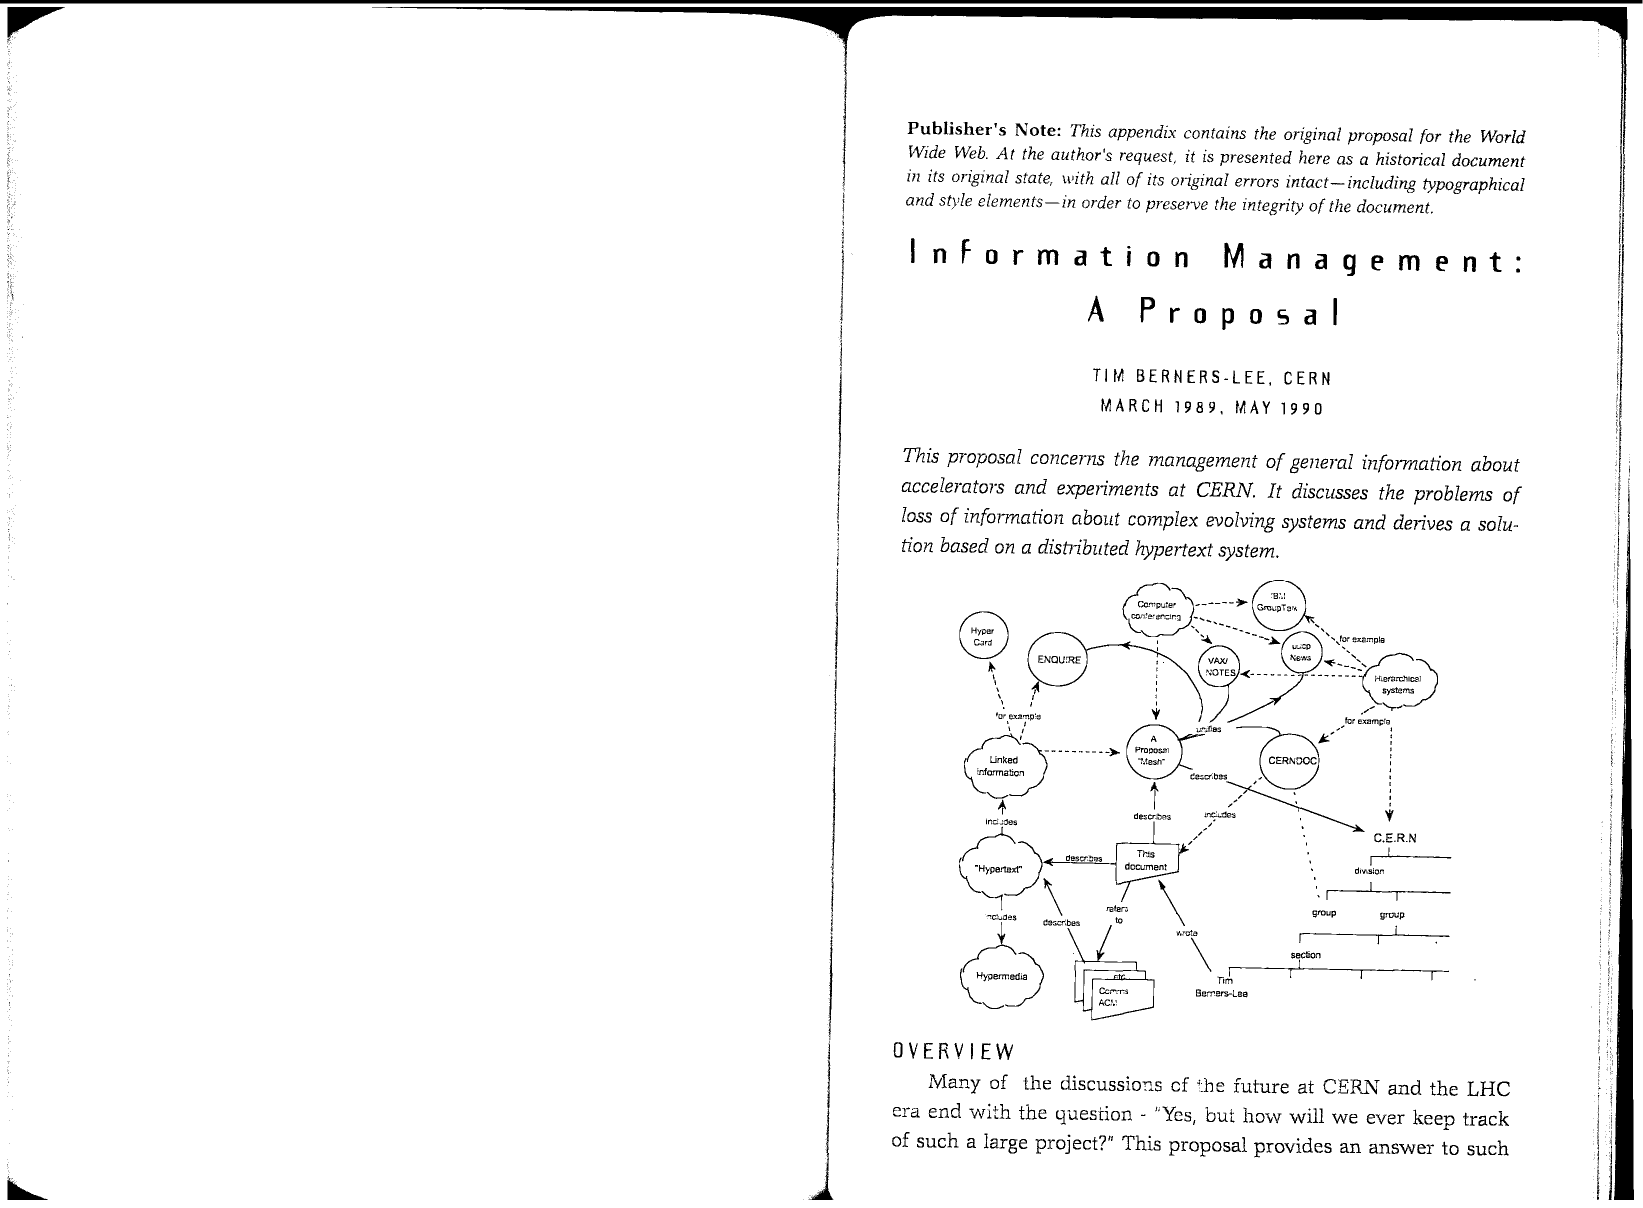 Publisher's Note: This appendix contains the original proposal for the World
Wide Web. At the author's request, it is presented here as a historical document
in its original state, with all of its original errors intact—including typographical
and style elements—in order to preserve the integrity of the document.
Information Management:
A Proposal
TIM BERNERS-LEE, CERN
MARCH 1989, MAY 1990
This proposal concerns the management of general information about
accelerators and experiments at CERN. It discusses the problems of
loss of information about complex evolving systems and derives a solu-
tion based on a distributed hypertext system.
Computer
conferencing
IBM
GroupTalk
Hyper
Card
ENQUIRE
VAX/
NOTES
uucp
News
for example
Hierarchical
systems
for example
for example
unifies
A
Proposal
"Mesh"
CERNDOC
Linked
information
describes
includes
describes
includes
C.E.R.N
"Hypertext"
describes
This
document
division
includes
describes
refers
to
wrote
group
group
section
Hypermedia
etc
Comms
ACM
Tim
Berners-Lee
OVERVIEW
Many of the discussions of the future at CERN and the LHC
era end with the question - "Yes, but how will we ever keep track
of such a large project?" This proposal provides an answer to such